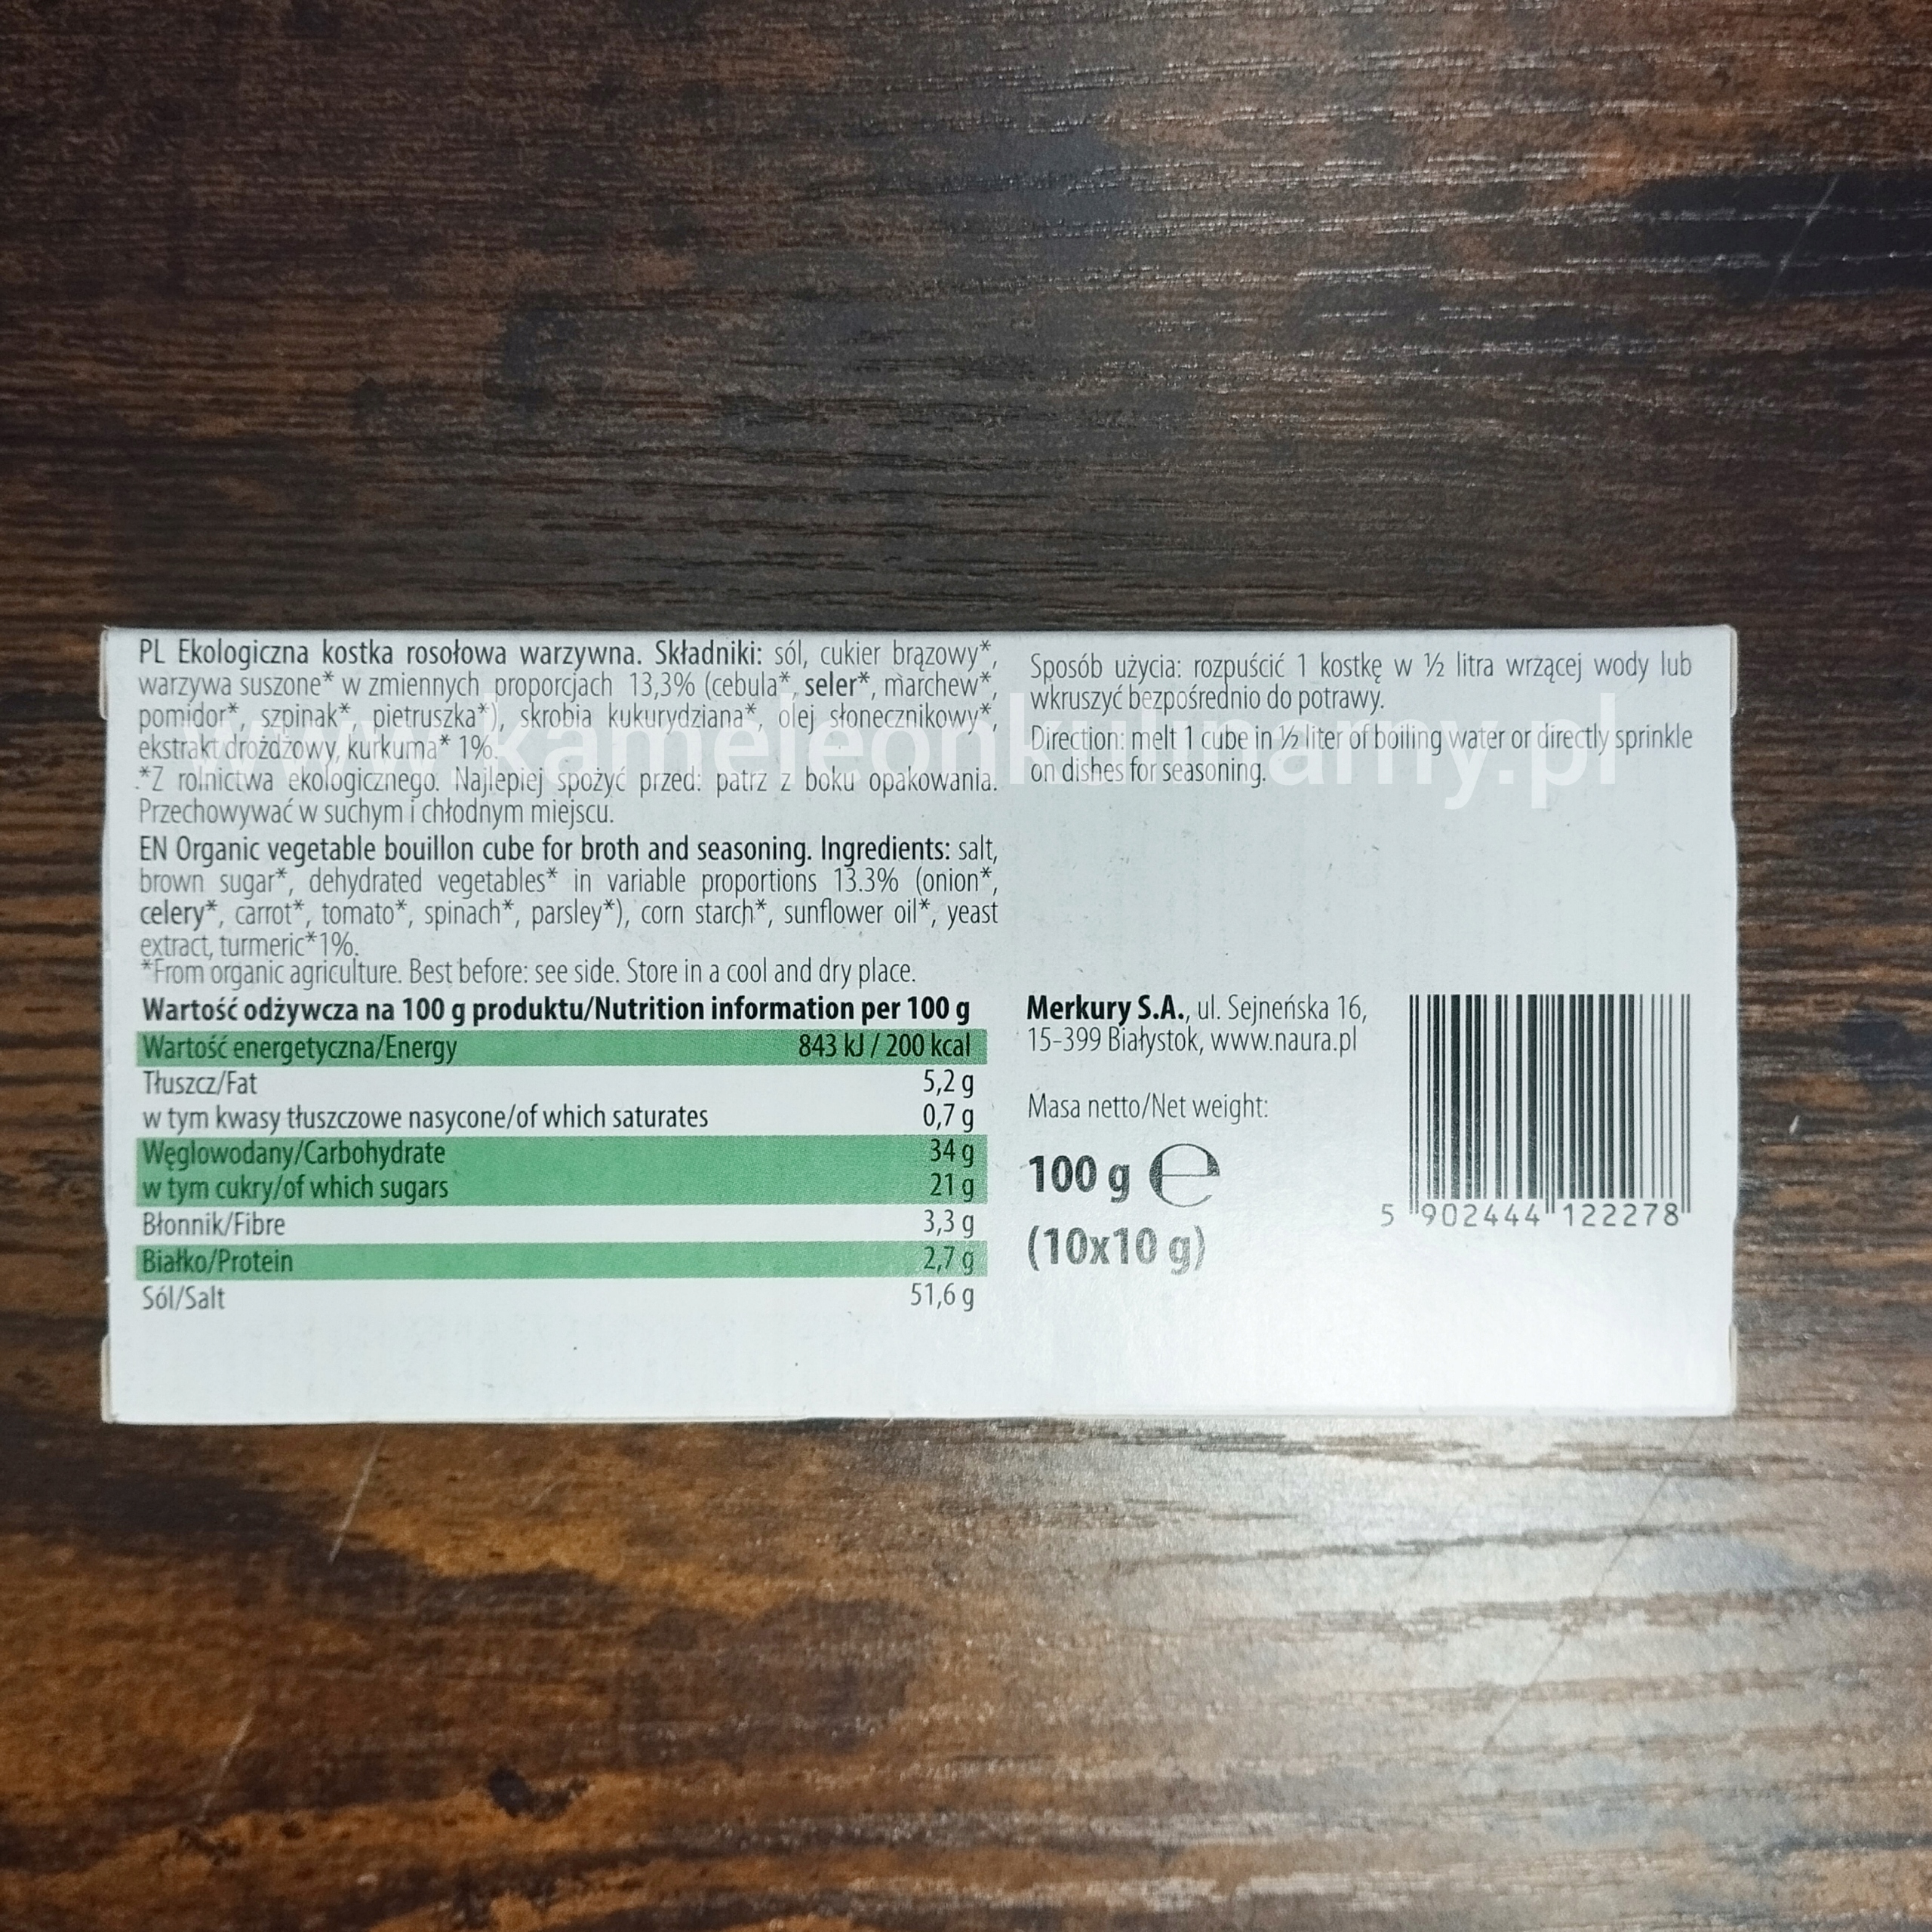 PL Ekologiczna kostka rosołowa warzywna. Składniki: sól, cukier brązowy*,
warzywa suszone* w zmiennych proporcjach 13,3% (cebula*, seler*, marchew*,
pomidor*, szpinak*, pietruszka*), skrobia kukurydziana*, olej słonecznikowy*,
ekstrakt drożdżowy, kurkuma* 1%.
*Z rolnictwa ekologicznego. Najlepiej spożyć przed: patrz z boku opakowania.
Przechowywać w suchym i chłodnym miejscu.
EN Organic vegetable bouillon cube for broth and seasoning. Ingredients: salt,
brown sugar*, dehydrated vegetables* in variable proportions 13.3% (onion*,
celery*, carrot*, tomato*, spinach*, parsley*), corn starch*, sunflower oil*, yeast
extract, turmeric*1%.
*From organic agriculture. Best before: see side. Store in a cool and dry place.
Wartość odżywcza na 100 g produktu/Nutrition information per 100 g
Wartość energetyczna/Energy 843 kJ / 200 kcal
Tłuszcz/Fat 5,2 g
w tym kwasy tłuszczowe nasycone/of which saturates 0,7 g
Węglowodany/Carbohydrate 34 g
w tym cukry/of which sugars 21 g
Błonnik/Fibre 3,3 g
Białko/Protein 2,7 g
Sól/Salt 51,6 g
Sposób użycia: rozpuścić 1 kostkę w ½ litra wrzącej wody lub
wkruszyć bezpośrednio do potrawy.
Direction: melt 1 cube in ½ liter of boiling water or directly sprinkle
on dishes for seasoning.
Merkury S.A., ul. Sejneńska 16,
15-399 Białystok, www.naura.pl
Masa netto/Net weight:
100 g ℮
(10x10 g)
5 902444 122278
www.kameleonkulinarny.pl